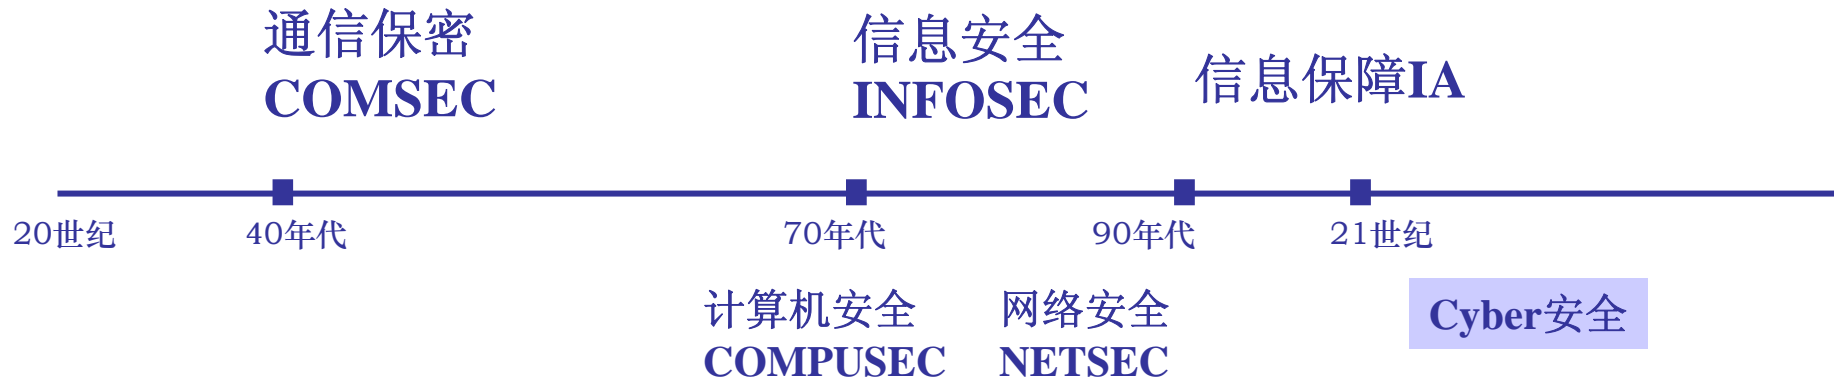 通信保密
COMSEC
信息安全
INFOSEC
信息保障IA
20世纪
40年代
70年代
90年代
21世纪
计算机安全
COMPUSEC
网络安全
NETSEC
Cyber安全